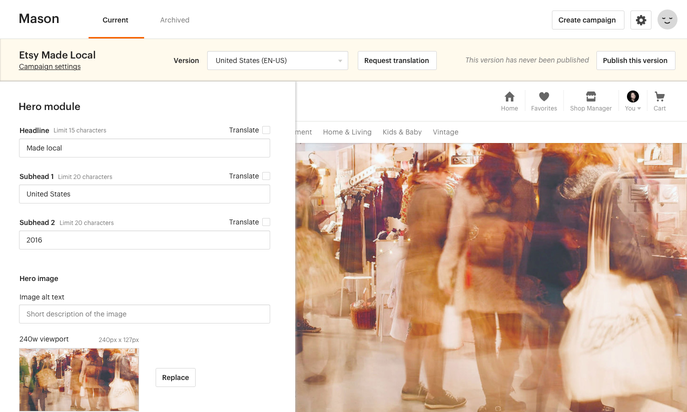 Mason
Current
Archived
Create campaign
Etsy Made Local
Campaign settings
Version
United States (EN-US)
Request translation
This version has never been published
Publish this version
Hero module
Home
Favorites
Shop Manager
You
Cart
Headline Limit 15 characters Translate
Made local
ment Home & Living Kids & Baby Vintage
Subhead 1 Limit 20 characters Translate
United States
Subhead 2 Limit 20 characters Translate
2016
Hero image
Image alt text
Short description of the image
240w viewport 240px x 127px
Replace